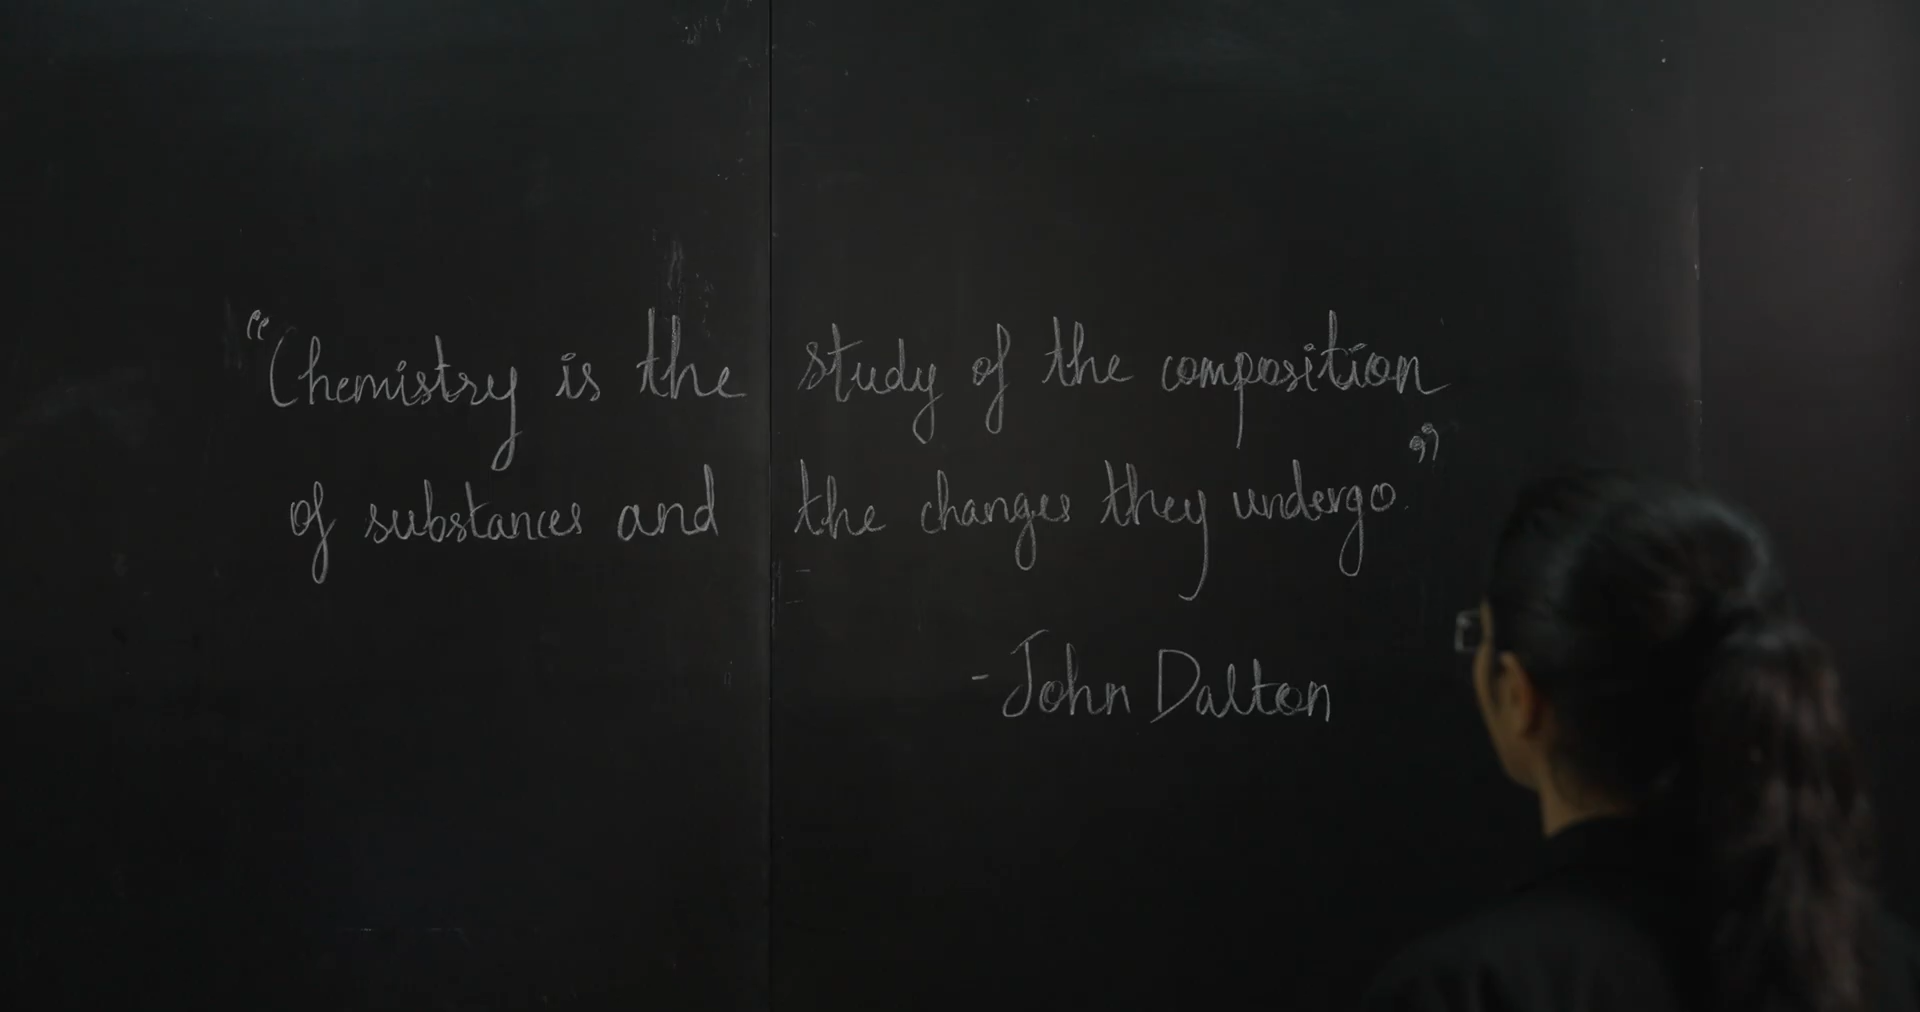 “Chemistry is the study of the composition
of substances and the changes they undergo.”
-John Dalton